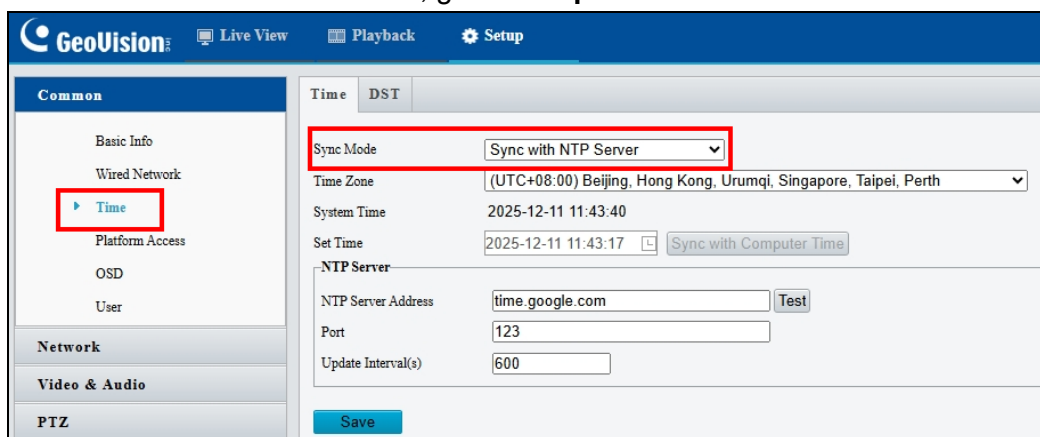 GeoVision Live View Playback Setup
Common
Basic Info
Wired Network
Time
Platform Access
OSD
User
Network
Video & Audio
PTZ
Time DST
Sync Mode Sync with NTP Server
Time Zone (UTC+08:00) Beijing, Hong Kong, Urumqi, Singapore, Taipei, Perth
System Time 2025-12-11 11:43:40
Set Time 2025-12-11 11:43:17 Sync with Computer Time
NTP Server
NTP Server Address time.google.com Test
Port 123
Update Interval(s) 600
Save